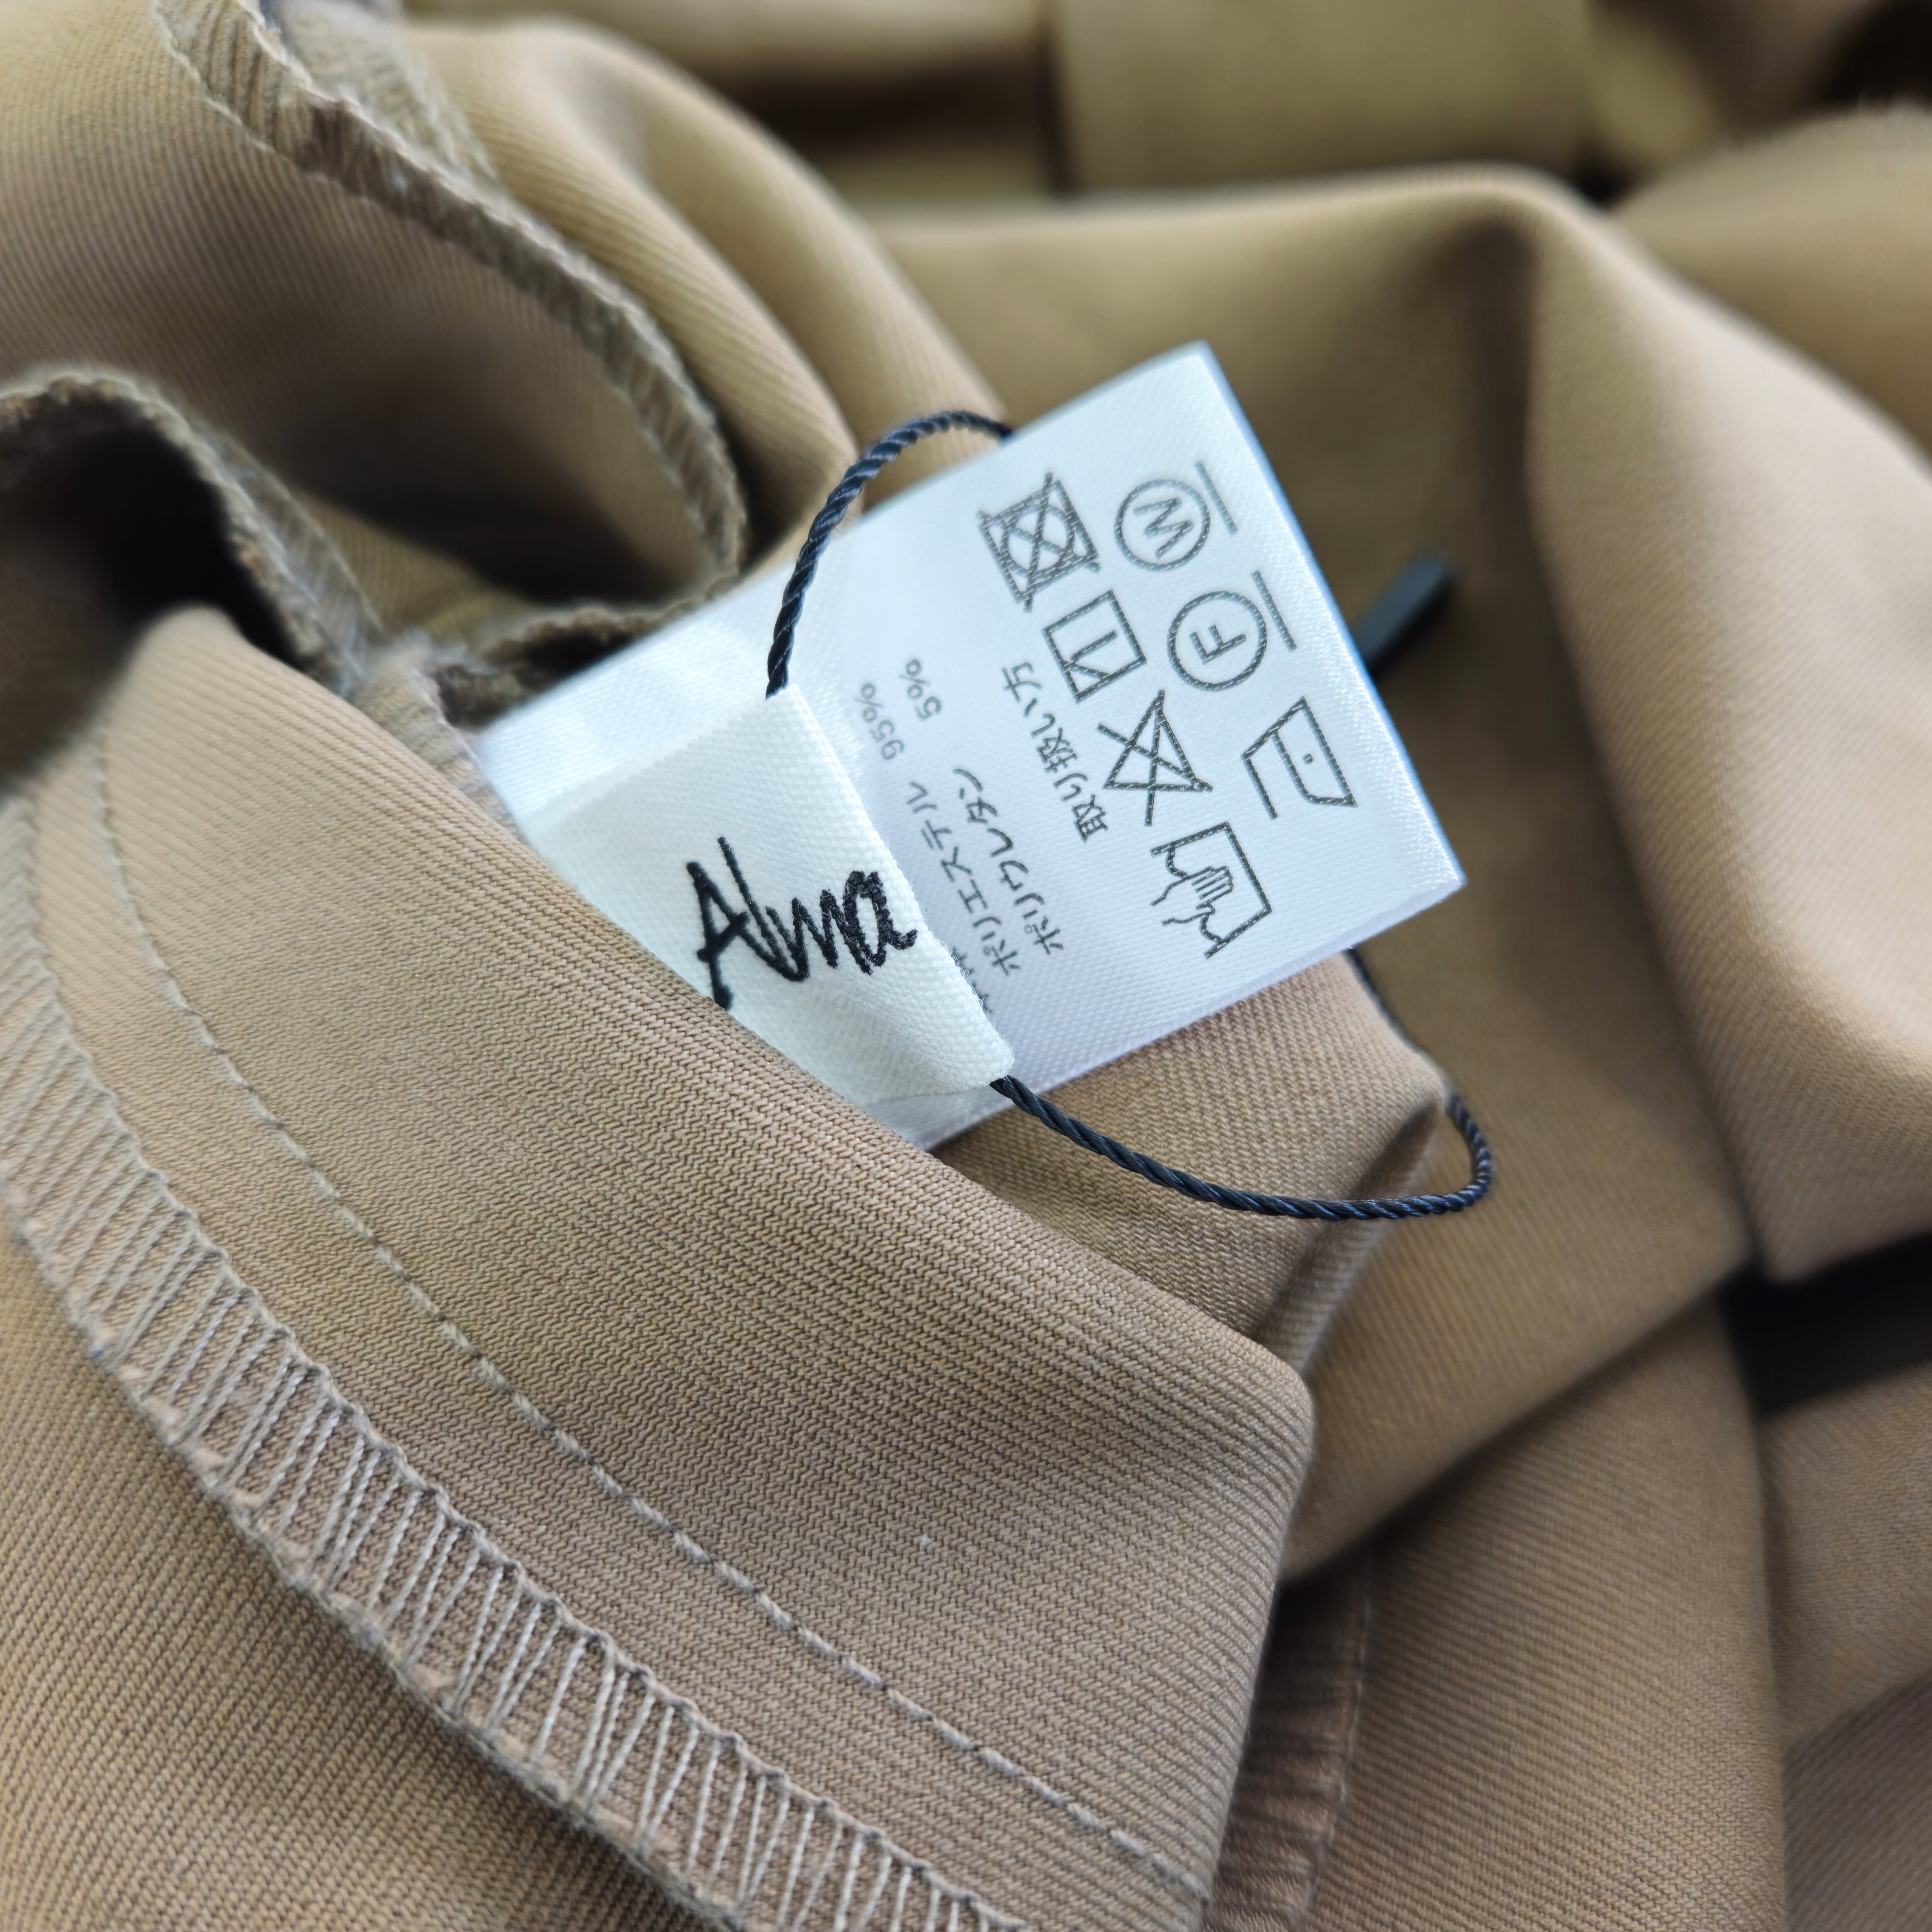 Alma
ポリエステル 95%
ポリウレタン 5%
取り扱い方
F W